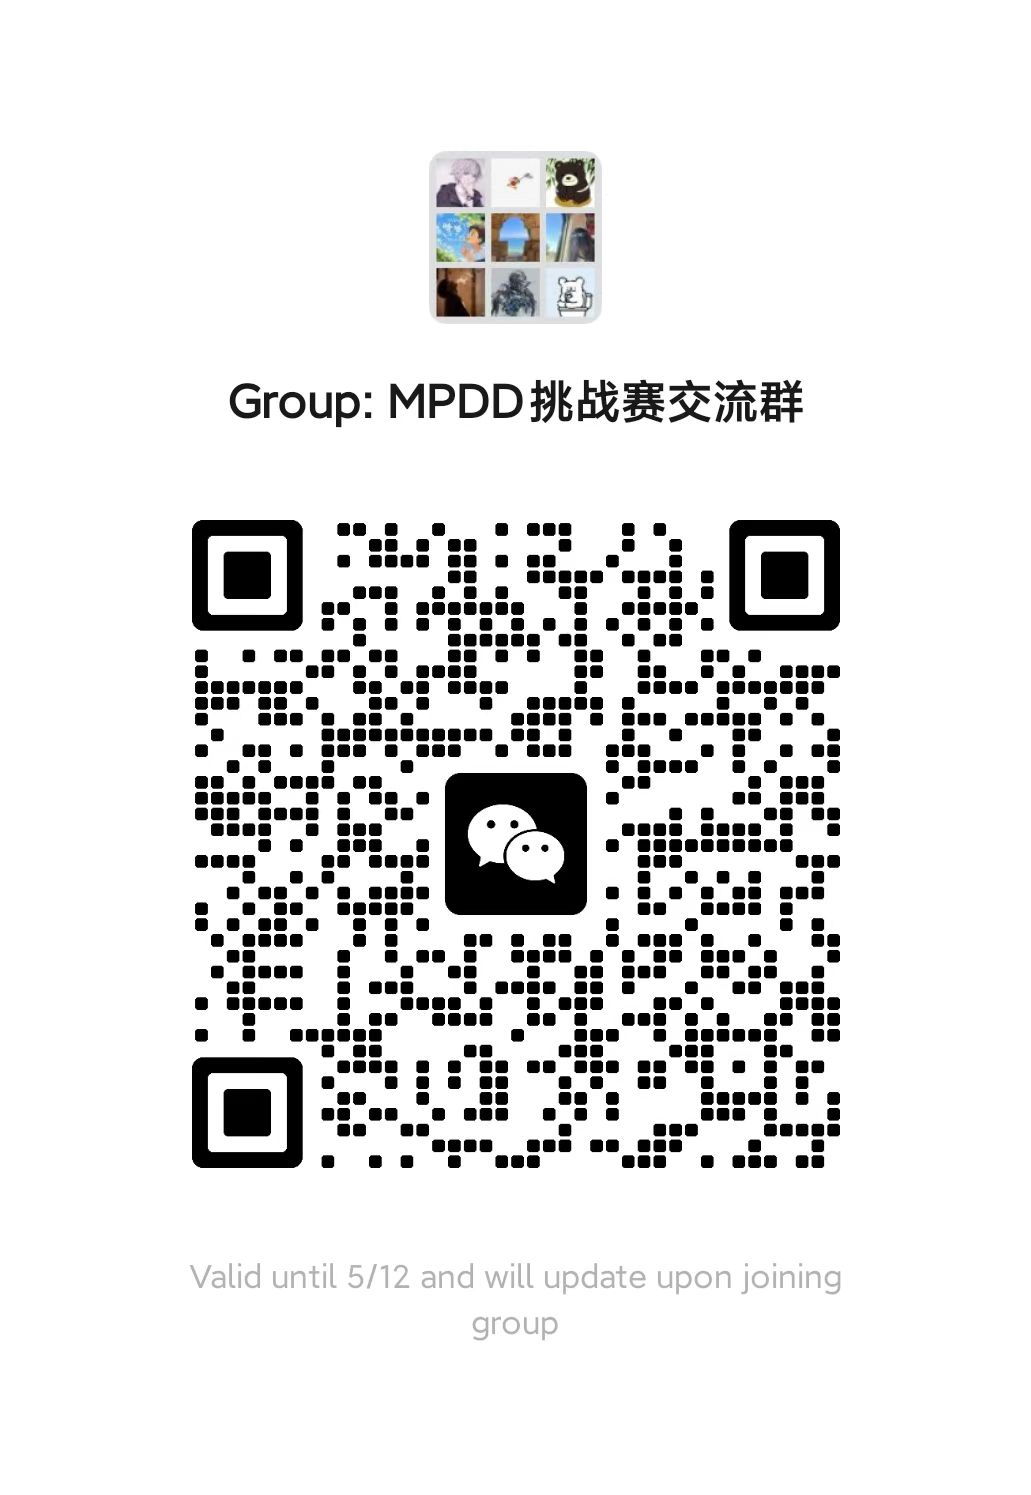 Group: MPDD挑战赛交流群
Valid until 5/12 and will update upon joining
group